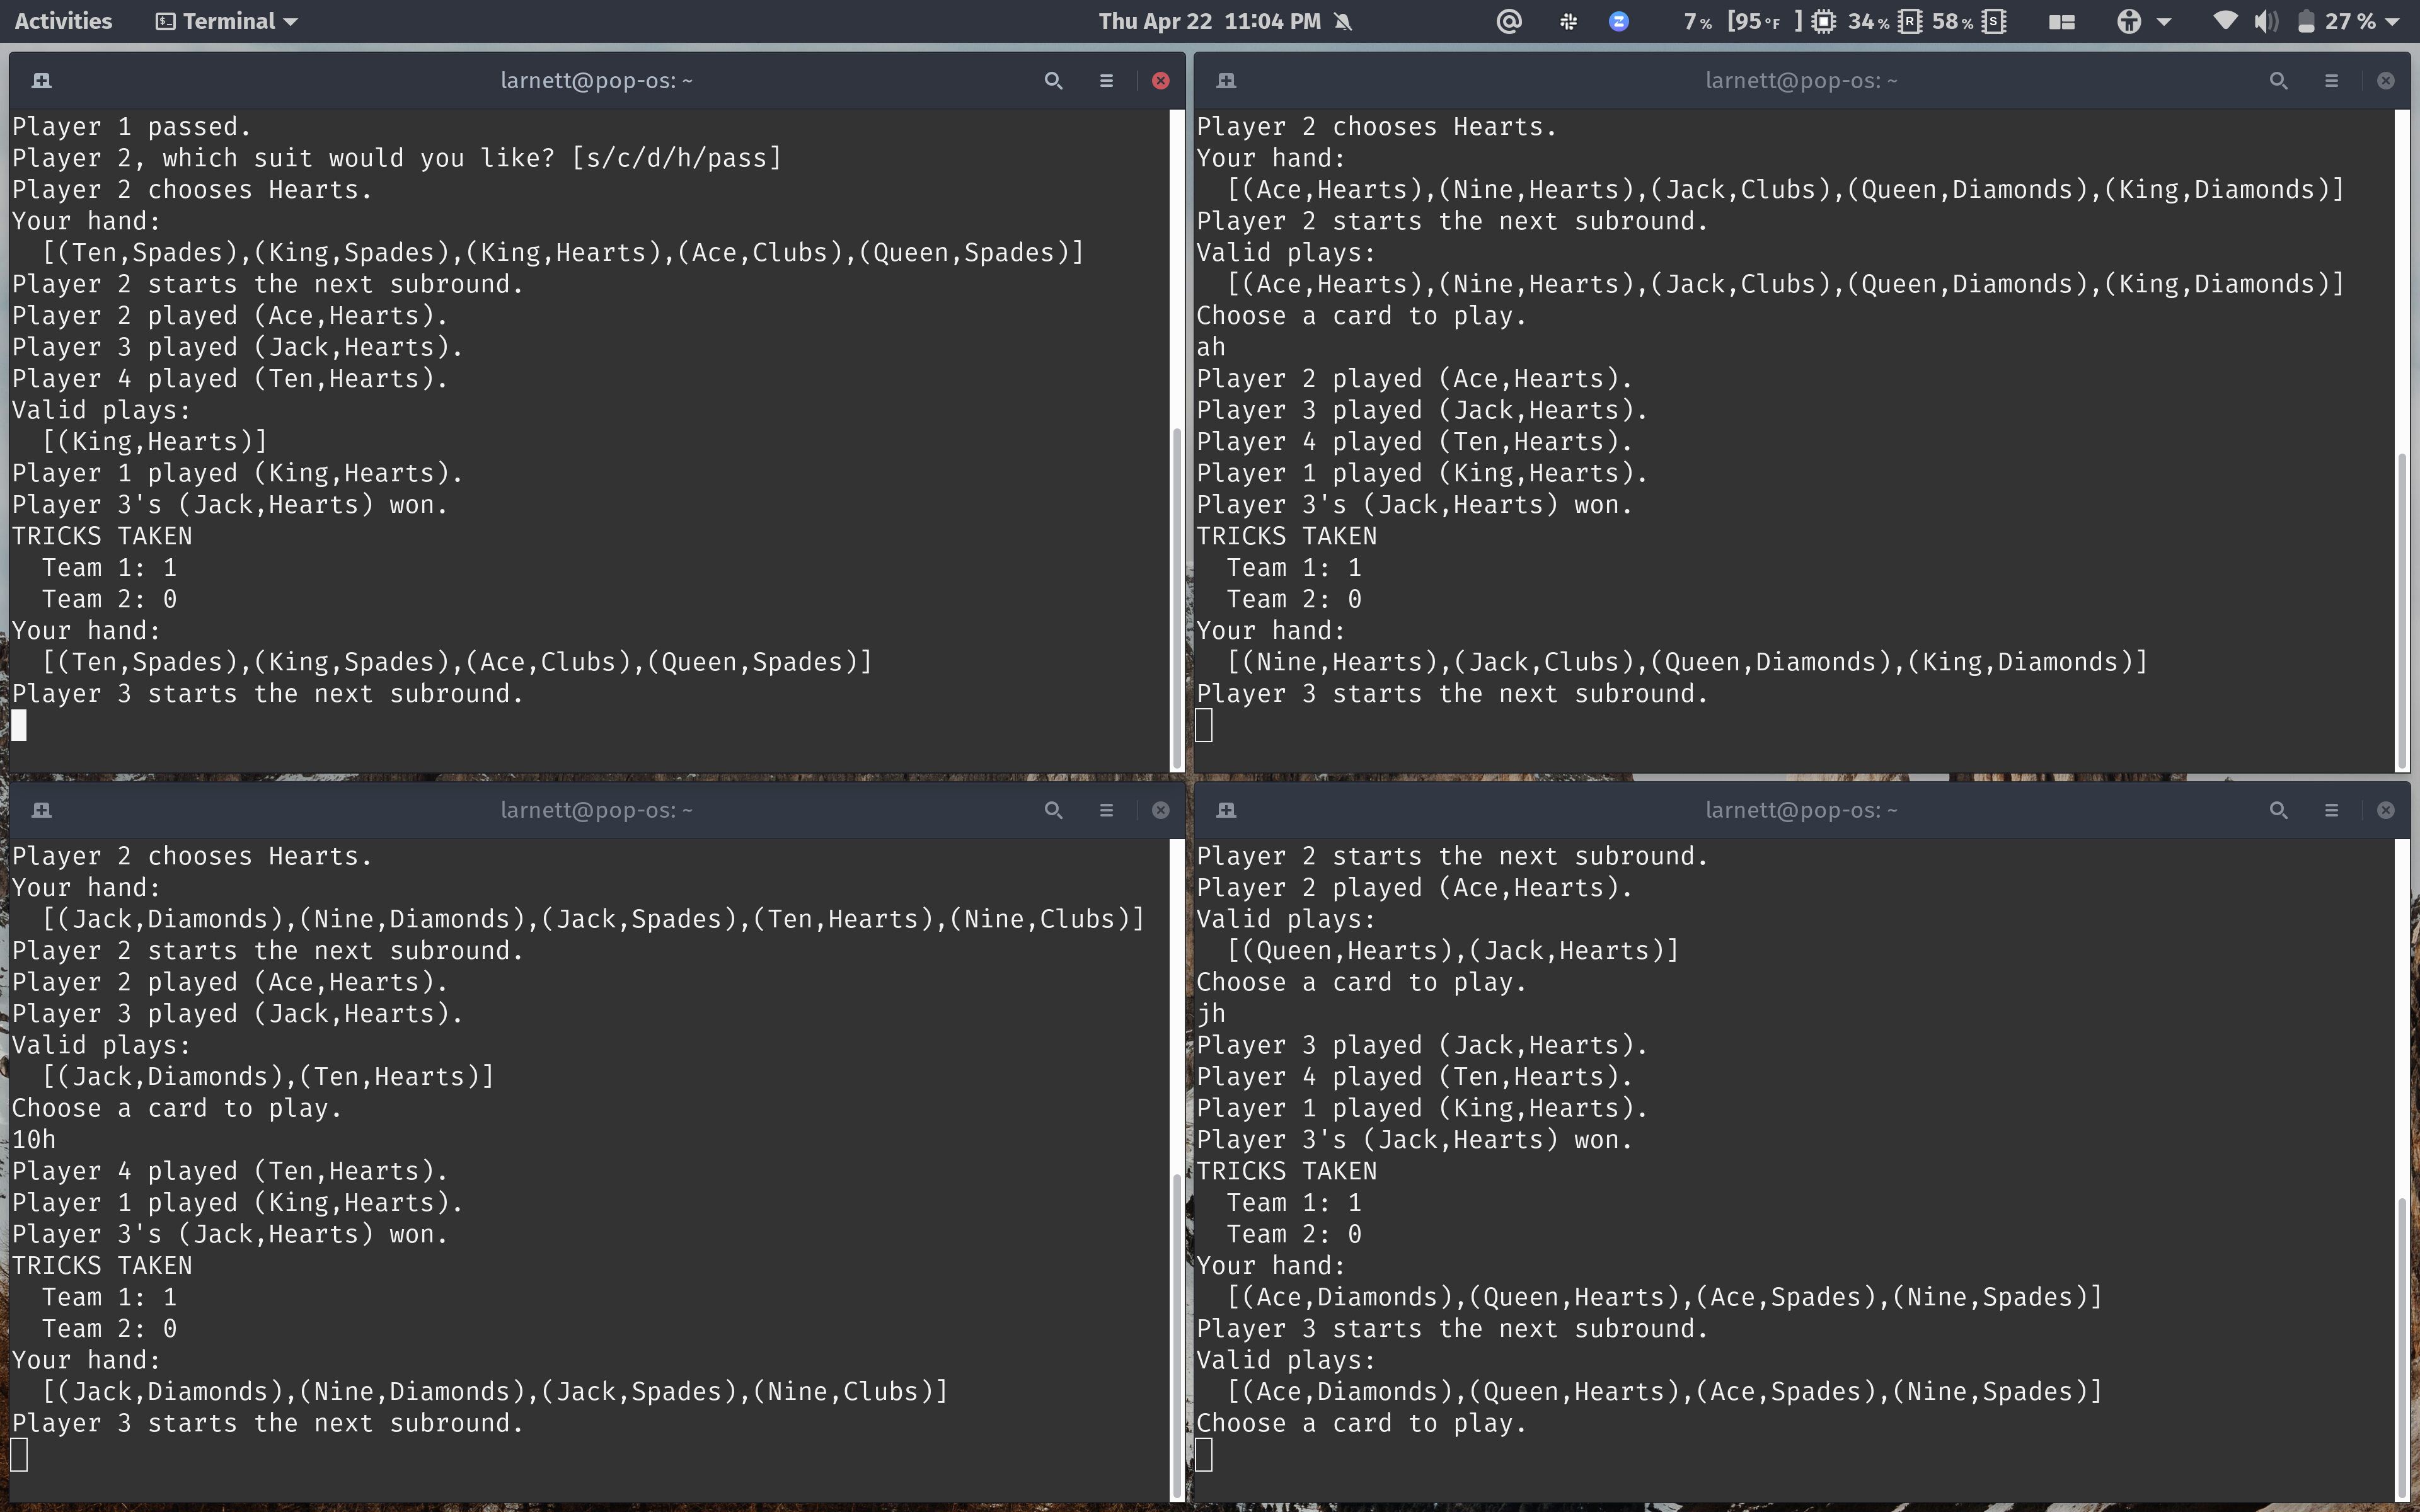 Activities Terminal Thu Apr 22 11:04 PM 7% [95°F ] 34% R 58% S 27 %
larnett@pop-os: ~
Player 1 passed.
Player 2, which suit would you like? [s/c/d/h/pass]
Player 2 chooses Hearts.
Your hand:
  [(Ten,Spades),(King,Spades),(King,Hearts),(Ace,Clubs),(Queen,Spades)]
Player 2 starts the next subround.
Player 2 played (Ace,Hearts).
Player 3 played (Jack,Hearts).
Player 4 played (Ten,Hearts).
Valid plays:
  [(King,Hearts)]
Player 1 played (King,Hearts).
Player 3's (Jack,Hearts) won.
TRICKS TAKEN
  Team 1: 1
  Team 2: 0
Your hand:
  [(Ten,Spades),(King,Spades),(Ace,Clubs),(Queen,Spades)]
Player 3 starts the next subround.
larnett@pop-os: ~
Player 2 chooses Hearts.
Your hand:
  [(Ace,Hearts),(Nine,Hearts),(Jack,Clubs),(Queen,Diamonds),(King,Diamonds)]
Player 2 starts the next subround.
Valid plays:
  [(Ace,Hearts),(Nine,Hearts),(Jack,Clubs),(Queen,Diamonds),(King,Diamonds)]
Choose a card to play.
ah
Player 2 played (Ace,Hearts).
Player 3 played (Jack,Hearts).
Player 4 played (Ten,Hearts).
Player 1 played (King,Hearts).
Player 3's (Jack,Hearts) won.
TRICKS TAKEN
  Team 1: 1
  Team 2: 0
Your hand:
  [(Nine,Hearts),(Jack,Clubs),(Queen,Diamonds),(King,Diamonds)]
Player 3 starts the next subround.
larnett@pop-os: ~
Player 2 chooses Hearts.
Your hand:
  [(Jack,Diamonds),(Nine,Diamonds),(Jack,Spades),(Ten,Hearts),(Nine,Clubs)]
Player 2 starts the next subround.
Player 2 played (Ace,Hearts).
Player 3 played (Jack,Hearts).
Valid plays:
  [(Jack,Diamonds),(Ten,Hearts)]
Choose a card to play.
10h
Player 4 played (Ten,Hearts).
Player 1 played (King,Hearts).
Player 3's (Jack,Hearts) won.
TRICKS TAKEN
  Team 1: 1
  Team 2: 0
Your hand:
  [(Jack,Diamonds),(Nine,Diamonds),(Jack,Spades),(Nine,Clubs)]
Player 3 starts the next subround.
larnett@pop-os: ~
Player 2 starts the next subround.
Player 2 played (Ace,Hearts).
Valid plays:
  [(Queen,Hearts),(Jack,Hearts)]
Choose a card to play.
jh
Player 3 played (Jack,Hearts).
Player 4 played (Ten,Hearts).
Player 1 played (King,Hearts).
Player 3's (Jack,Hearts) won.
TRICKS TAKEN
  Team 1: 1
  Team 2: 0
Your hand:
  [(Ace,Diamonds),(Queen,Hearts),(Ace,Spades),(Nine,Spades)]
Player 3 starts the next subround.
Valid plays:
  [(Ace,Diamonds),(Queen,Hearts),(Ace,Spades),(Nine,Spades)]
Choose a card to play.